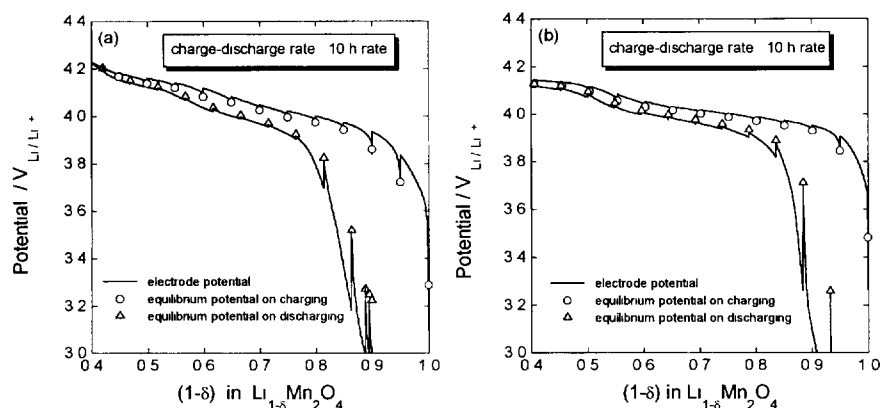 (a)
charge-discharge rate 10 h rate
4 4
4 2
4 0
3 8
3 6
3 4
3 2
3 0
Potential / V Li / Li +
electrode potential
equilibrium potential on charging
equilibrium potential on discharging
0 4 0 5 0 6 0 7 0 8 0 9 1 0
(1-δ) in Li1-δMn2O4
(b)
charge-discharge rate 10 h rate
4 4
4 2
4 0
3 8
3 6
3 4
3 2
3 0
Potential / V Li / Li +
electrode potential
equilibrium potential on charging
equilibrium potential on discharging
0 4 0 5 0 6 0 7 0 8 0 9 1 0
(1-δ) in Li1-δMn2O4